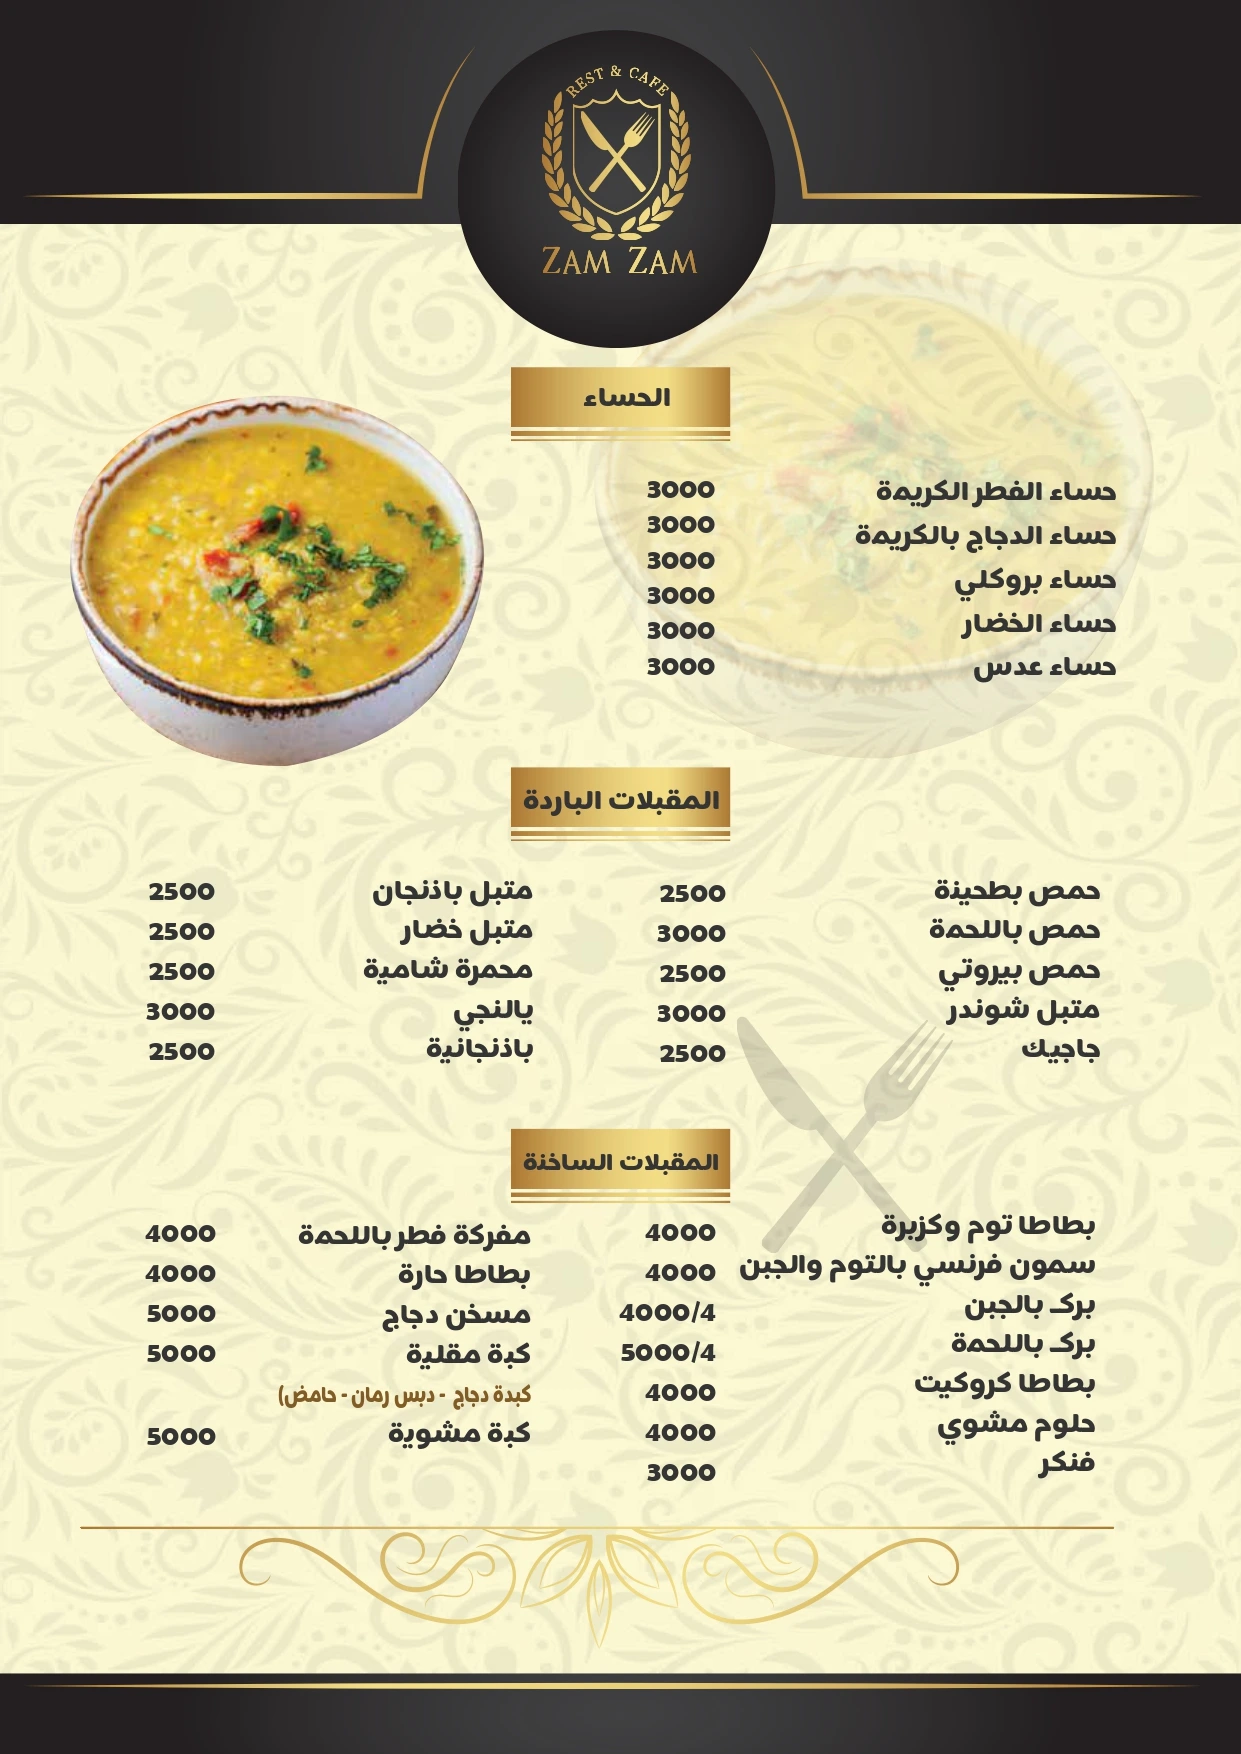 REST & CAFE
ZAM ZAM
الحساء
حساء الفطر الكريمة 3000
حساء الدجاج بالكريمة 3000
حساء بروكلي 3000
حساء الخضار 3000
حساء عدس 3000
3000
المقبلات الباردة
حمص بطحينة 2500
حمص باللحمة 3000
حمص بيروتي 2500
متبل شوندر 3000
جاجيك 2500
متبل باذنجان 2500
متبل خضار 2500
محمرة شامية 2500
يالنجي 3000
باذنجانية 2500
المقبلات الساخنة
بطاطا توم وكزبرة 4000
سمون فرنسي بالتوم والجبن 4000
برك بالجبن 4000/4
برك باللحمة 5000/4
بطاطا كروكيت 4000
حلوم مشوي 4000
فنكر 3000
مفركة فطر باللحمة 4000
بطاطا حارة 4000
مسخن دجاج 5000
كبة مقلية 5000
كبدة دجاج - دبس رمان - حامض)
كبة مشوية 5000